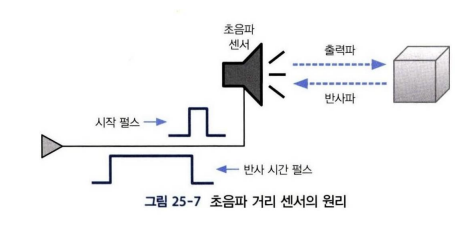 초음파
센서
출력파
반사파
시작 펄스
반사 시간 펄스
그림 25-7 초음파 거리 센서의 원리